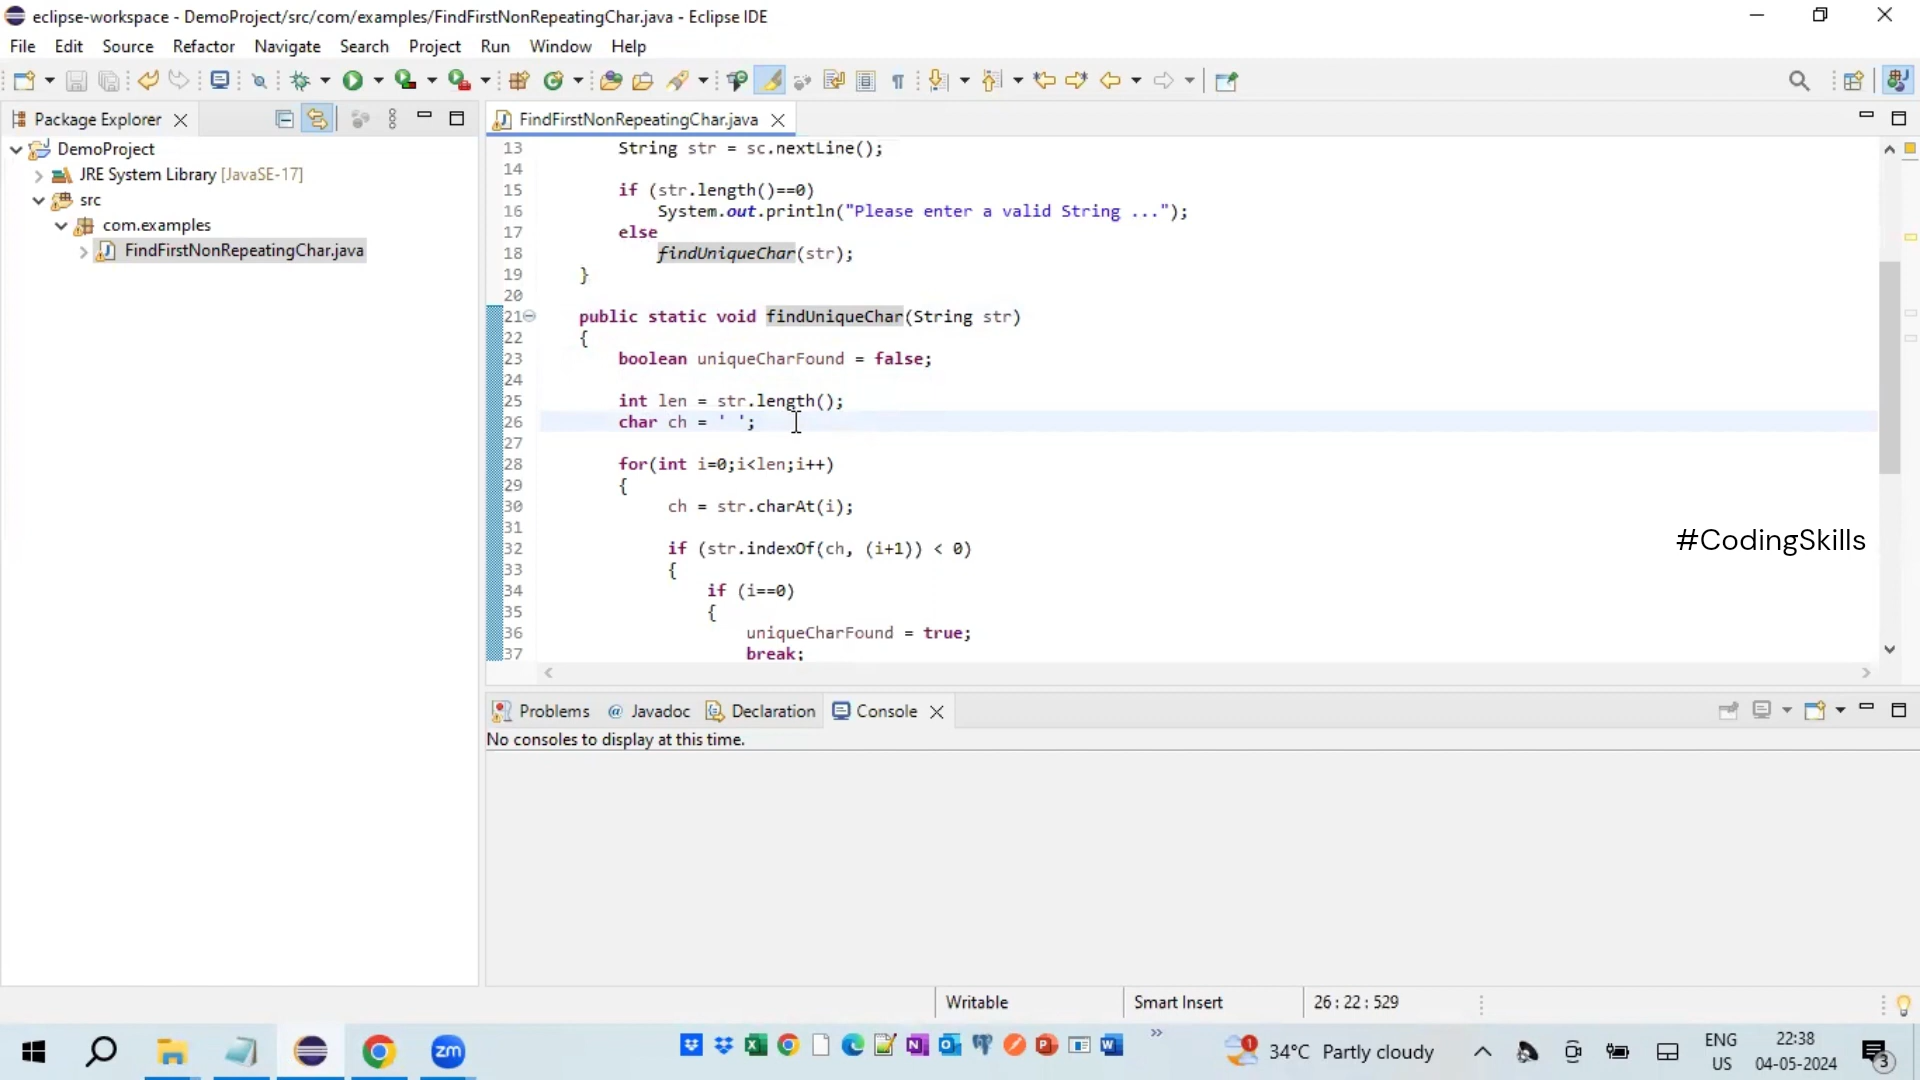 eclipse-workspace - DemoProject/src/com/examples/FindFirstNonRepeatingChar.java - Eclipse IDE
File Edit Source Refactor Navigate Search Project Run Window Help
Package Explorer
DemoProject
JRE System Library [JavaSE-17]
src
com.examples
FindFirstNonRepeatingChar.java
FindFirstNonRepeatingChar.java
13 String str = sc.nextLine();
14
15 if (str.length()==0)
16 System.out.println("Please enter a valid String ...");
17 else
18 findUniqueChar(str);
19 }
20
21 public static void findUniqueChar(String str)
22 {
23 boolean uniqueCharFound = false;
24
25 int len = str.length();
26 char ch = ' ';
27
28 for(int i=0;i<len;i++)
29 {
30 ch = str.charAt(i);
31
32 if (str.indexOf(ch, (i+1)) < 0)
33 {
34 if (i==0)
35 {
36 uniqueCharFound = true;
37 break;
#CodingSkills
Problems @ Javadoc Declaration Console
No consoles to display at this time.
Writable Smart Insert 26 : 22 : 529
zm
34°C Partly cloudy
ENG
US
22:38
04-05-2024
3